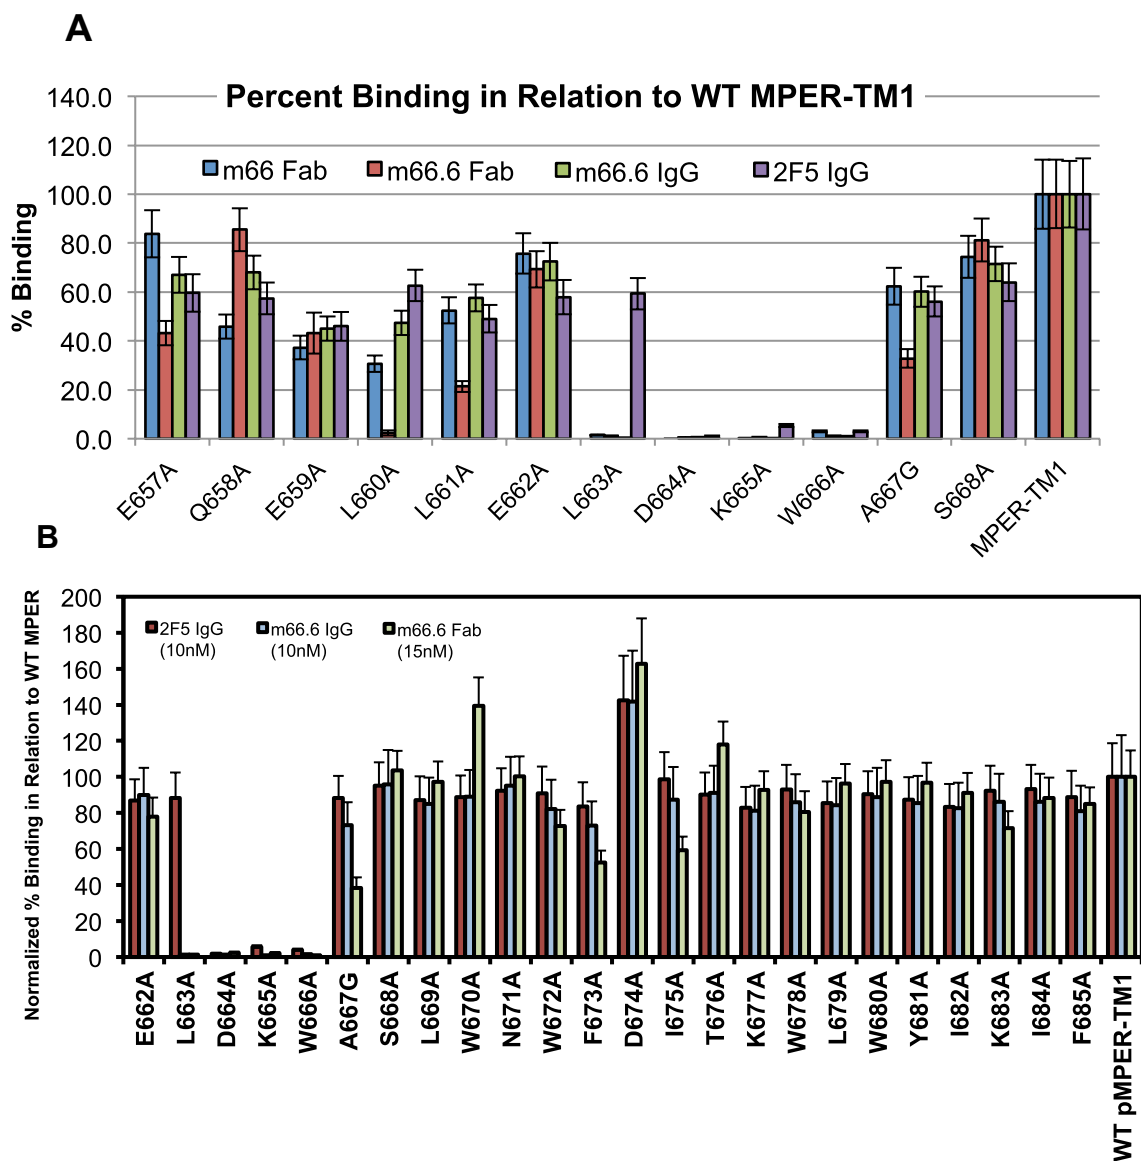 A
Percent Binding in Relation to WT MPER-TM1
140.0
120.0
100.0
80.0
60.0
40.0
20.0
0.0
% Binding
m66 Fab
m66.6 Fab
m66.6 IgG
2F5 IgG
E657A
Q658A
E659A
L660A
L661A
E662A
L663A
D664A
K665A
W666A
A667G
S668A
MPER-TM1
B
Normalized % Binding in Relation to WT MPER
200
180
160
140
120
100
80
60
40
20
0
2F5 IgG
(10nM)
m66.6 IgG
(10nM)
m66.6 Fab
(15nM)
E662A
L663A
D664A
K665A
W666A
A667G
S668A
L669A
W670A
N671A
W672A
F673A
D674A
I675A
T676A
K677A
W678A
L679A
W680A
Y681A
I682A
K683A
I684A
F685A
WT pMPER-TM1